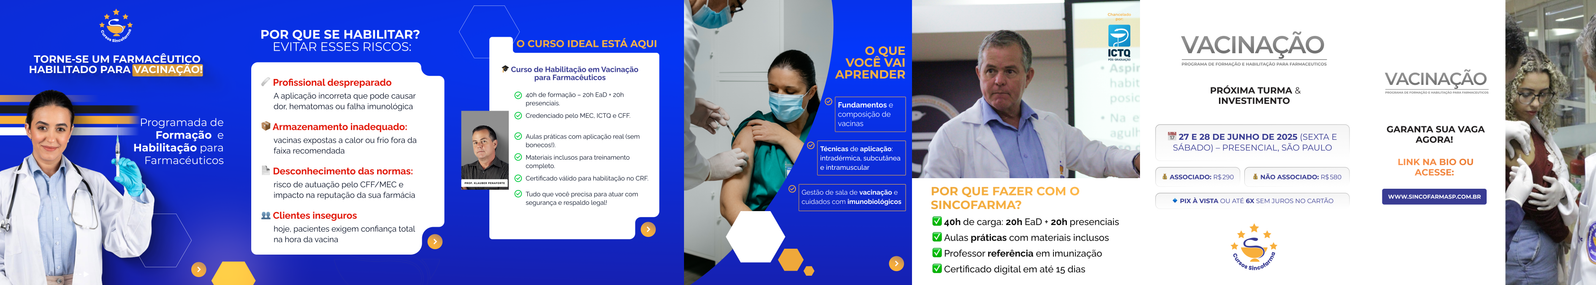 Cursos Sincofarma
TORNE-SE UM FARMACÊUTICO
HABILITADO PARA VACINAÇÃO!
Programada de
Formação e
Habilitação para
Farmacêuticos
POR QUE SE HABILITAR?
EVITAR ESSES RISCOS:
Profissional despreparado
A aplicação incorreta que pode causar
dor, hematomas ou falha imunológica
Armazenamento inadequado:
vacinas expostas a calor ou frio fora da
faixa recomendada
Desconhecimento das normas:
risco de autuação pelo CFF/MEC e
impacto na reputação da sua farmácia
Clientes inseguros
hoje, pacientes exigem confiança total
na hora da vacina
O CURSO IDEAL ESTÁ AQUI
Curso de Habilitação em Vacinação
para Farmacêuticos
40h de formação – 20h EaD + 20h
presenciais.
Credenciado pelo MEC, ICTQ e CFF.
Aulas práticas com aplicação real (sem
bonecos!).
Materiais inclusos para treinamento
completo.
Certificado válido para habilitação no CRF.
Tudo que você precisa para atuar com
segurança e respaldo legal!
O QUE
VOCÊ VAI
APRENDER
Fundamentos e
composição de
vacinas
Técnicas de aplicação:
intradérmica, subcutânea
e intramuscular
Gestão de sala de vacinação e
cuidados com imunobiológicos
ICTQ
PÓS-GRADUAÇÃO
POR QUE FAZER COM O
SINCOFARMA?
40h de carga: 20h EaD + 20h presenciais
Aulas práticas com materiais inclusos
Professor referência em imunização
Certificado digital em até 15 dias
VACINAÇÃO
PROGRAMA DE FORMAÇÃO E HABILITAÇÃO PARA FARMACEUTICOS
PRÓXIMA TURMA &
INVESTIMENTO
27 E 28 DE JUNHO DE 2025 (SEXTA E
SÁBADO) – PRESENCIAL, SÃO PAULO
ASSOCIADO: R$ 290
NÃO ASSOCIADO: R$ 580
PIX À VISTA OU ATÉ 6X SEM JUROS NO CARTÃO
Cursos Sincofarma
VACINAÇÃO
PROGRAMA DE FORMAÇÃO E HABILITAÇÃO PARA FARMACEUTICOS
GARANTA SUA VAGA
AGORA!
LINK NA BIO OU
ACESSE:
WWW.SINCOFARMASP.COM.BR